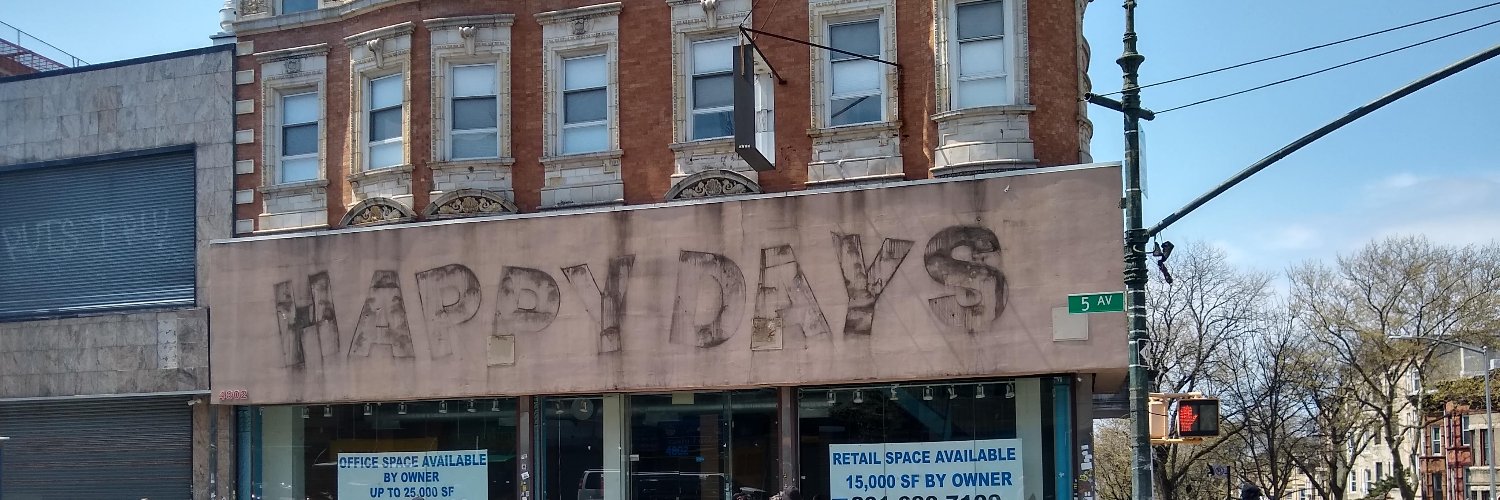 HAPPY DAYS
5 AV
4802
OFFICE SPACE AVAILABLE
BY OWNER
UP TO 25,000 SF
RETAIL SPACE AVAILABLE
15,000 SF BY OWNER